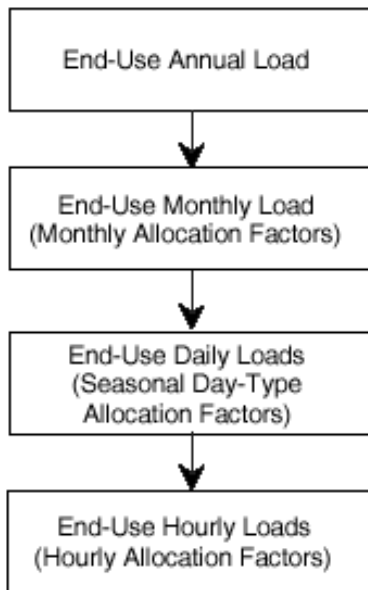 End-Use Annual Load
End-Use Monthly Load
(Monthly Allocation Factors)
End-Use Daily Loads
(Seasonal Day-Type
Allocation Factors)
End-Use Hourly Loads
(Hourly Allocation Factors)